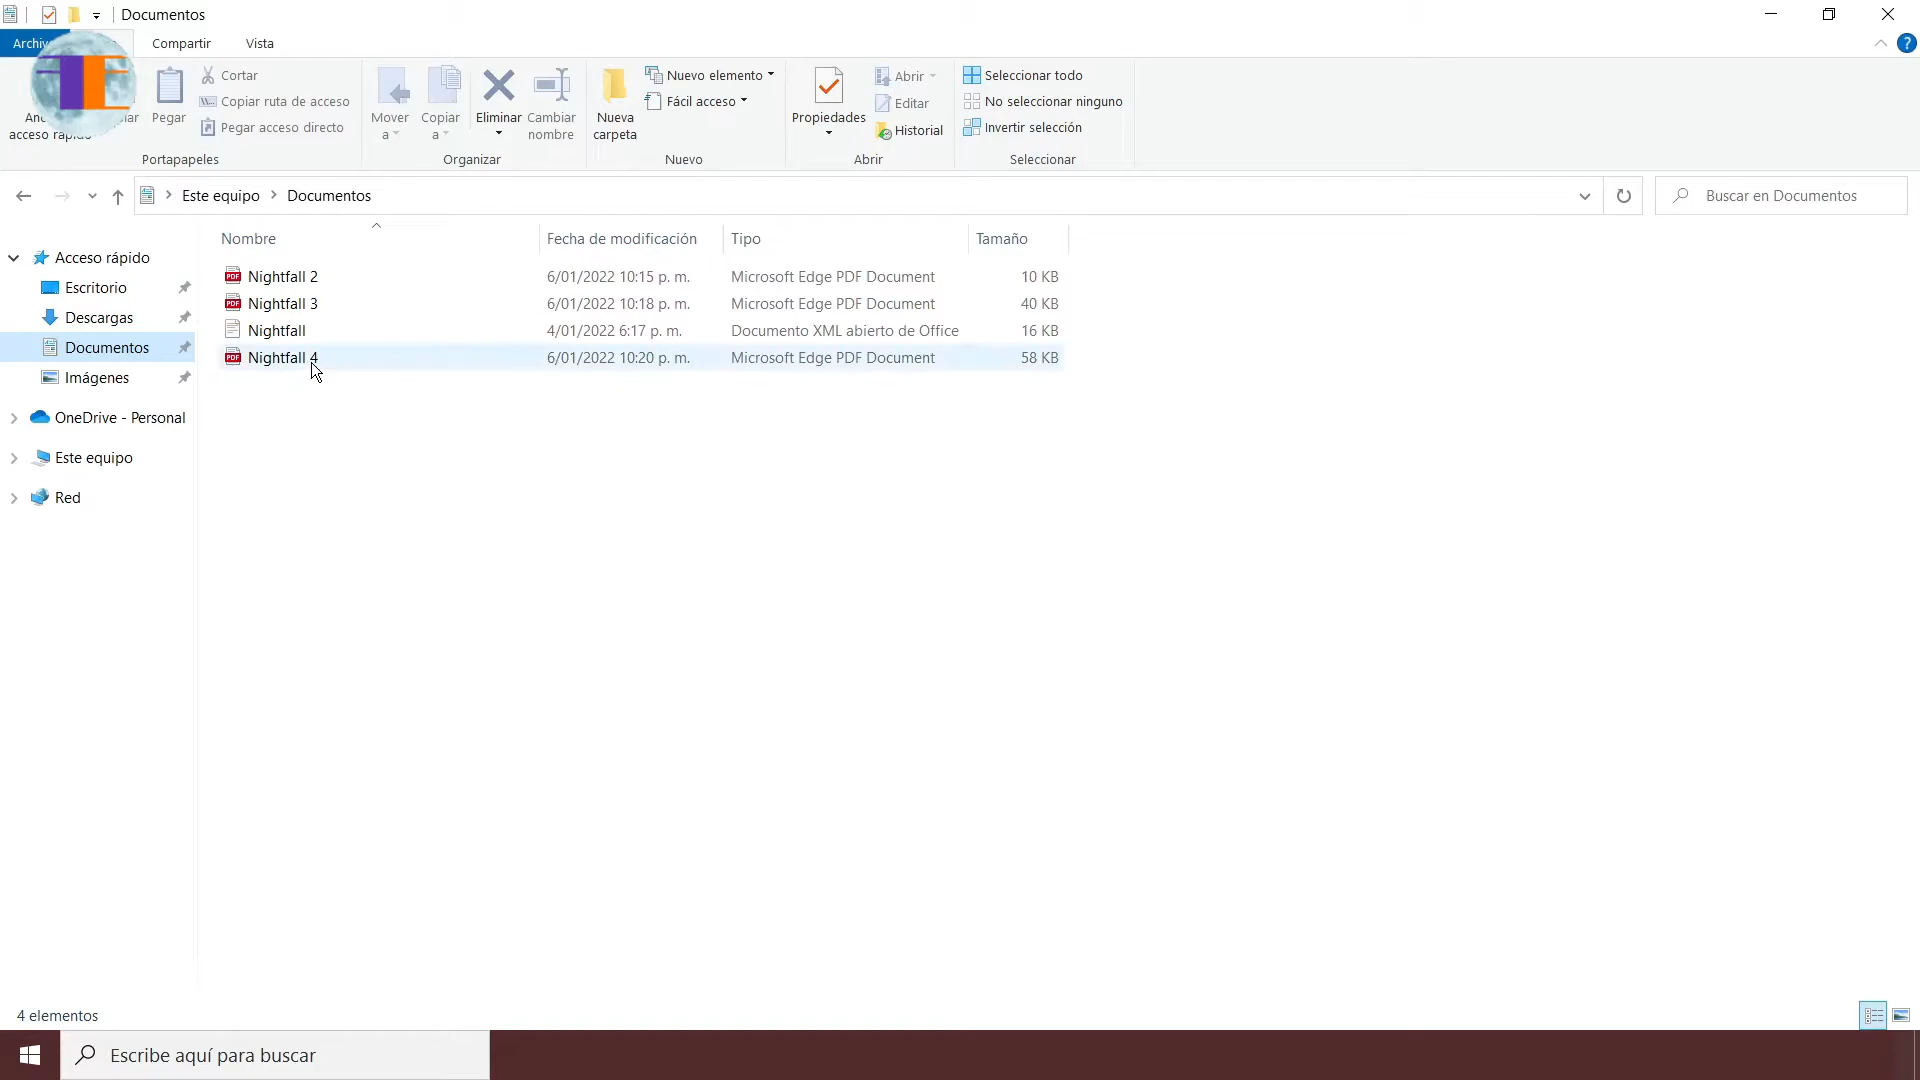 Documentos
Archivo
Compartir
Vista
Pegar
Cortar
Copiar ruta de acceso
Pegar acceso directo
acceso rápido
Portapapeles
Mover a
Copiar a
Eliminar
Cambiar nombre
Organizar
Nueva carpeta
Nuevo elemento
Fácil acceso
Nuevo
Propiedades
Abrir
Editar
Historial
Abrir
Seleccionar todo
No seleccionar ninguno
Invertir selección
Seleccionar
Este equipo > Documentos
Buscar en Documentos
Nombre Fecha de modificación Tipo Tamaño
Nightfall 2 6/01/2022 10:15 p. m. Microsoft Edge PDF Document 10 KB
Nightfall 3 6/01/2022 10:18 p. m. Microsoft Edge PDF Document 40 KB
Nightfall 4/01/2022 6:17 p. m. Documento XML abierto de Office 16 KB
Nightfall 4 6/01/2022 10:20 p. m. Microsoft Edge PDF Document 58 KB
Acceso rápido
Escritorio
Descargas
Documentos
Imágenes
OneDrive - Personal
Este equipo
Red
4 elementos
Escribe aquí para buscar